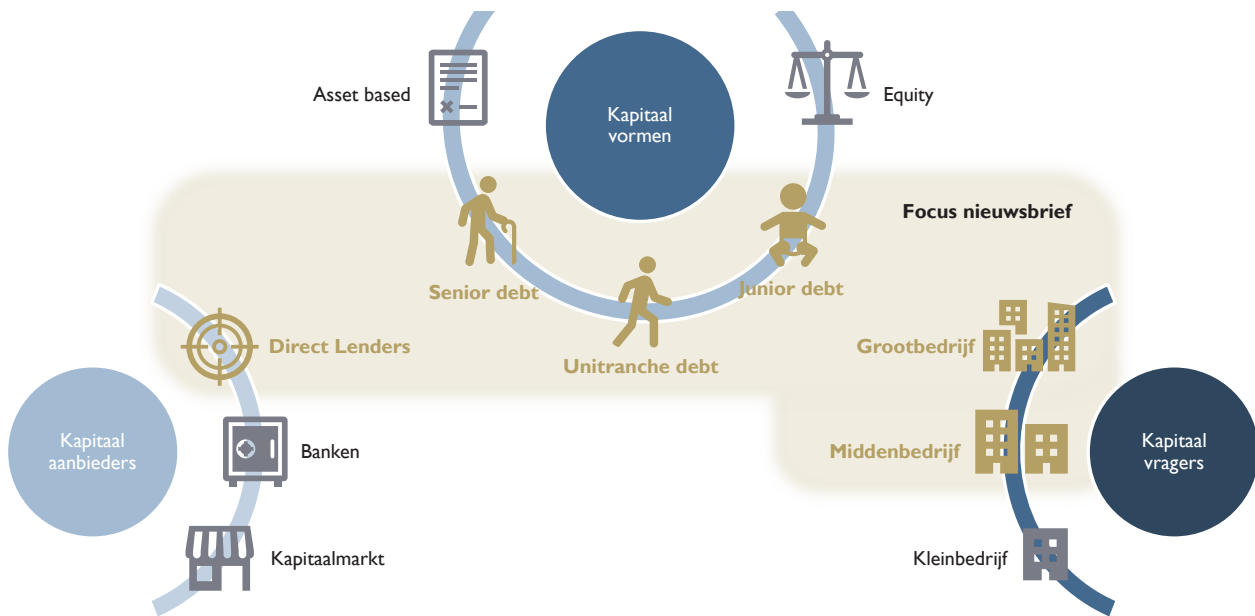 Asset based
Kapitaal
vormen
Equity
Focus nieuwsbrief
Senior debt
Junior debt
Unitranche debt
Direct Lenders
Grootbedrijf
Kapitaal
aanbieders
Banken
Middenbedrijf
Kapitaal
vragers
Kapitaalmarkt
Kleinbedrijf